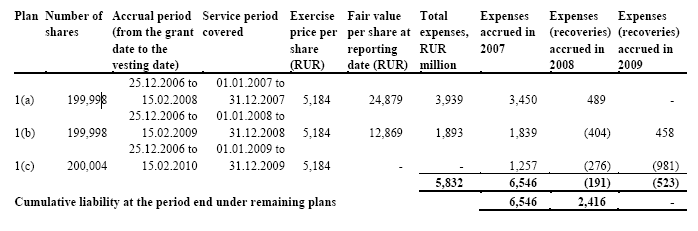 Plan Number of Accrual period Service period Exercise Fair value Total Expenses Expenses Expenses
shares (from the grant covered price per per share at expenses, accrued in (recoveries) (recoveries)
date to the share reporting RUR 2007 accrued in accrued in
vesting date) (RUR) date (RUR) million 2008 2009
25.12.2006 to 01.01.2007 to
1(a) 199,998 15.02.2008 31.12.2007 5,184 24,879 3,939 3,450 489 -
25.12.2006 to 01.01.2008 to
1(b) 199,998 15.02.2009 31.12.2008 5,184 12,869 1,893 1,839 (404) 458
25.12.2006 to 01.01.2009 to
1(c) 200,004 15.02.2010 31.12.2009 5,184 - - 1,257 (276) (981)
5,832 6,546 (191) (523)
Cumulative liability at the period end under remaining plans 6,546 2,416 -